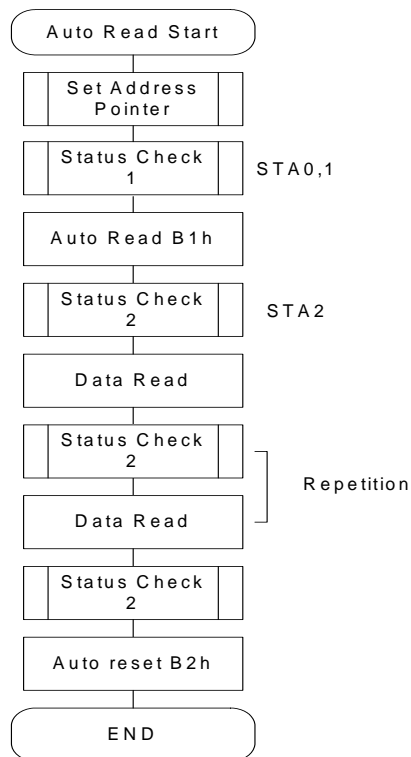 Auto Read Start
Set Address
Pointer
Status Check
1
STA0,1
Auto Read B1h
Status Check
2
STA2
Data Read
Status Check
2
Repetition
Data Read
Status Check
2
Auto reset B2h
END